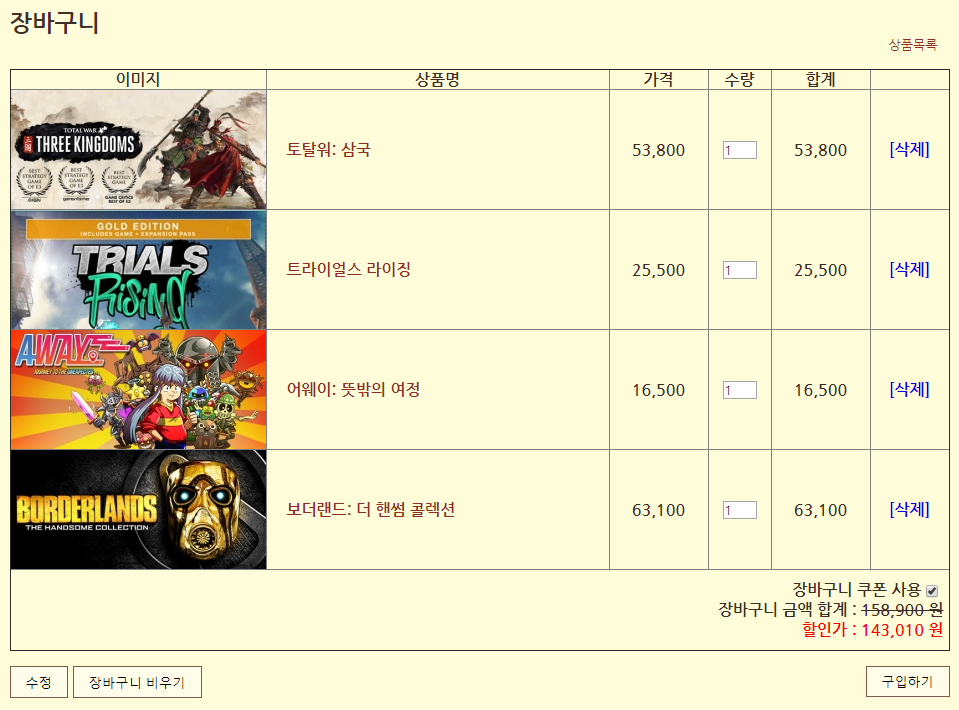 장바구니
상품목록
이미지 상품명 가격 수량 합계
TOTAL WAR
THREE KINGDOMS
BEST STRATEGY GAME OF E3
BEST STRATEGY GAME OF E3
BEST STRATEGY GAME
GAME CRITICS BEST OF E3
IGN
gamesradar
토탈워: 삼국 53,800 1 53,800 [삭제]
GOLD EDITION
INCLUDES GAME + EXPANSION PASS
TRIALS
RISING
트라이얼스 라이징 25,500 1 25,500 [삭제]
AWAY
JOURNEY TO THE UNEXPECTED
어웨이: 뜻밖의 여정 16,500 1 16,500 [삭제]
BORDERLANDS
THE HANDSOME COLLECTION
보더랜드: 더 핸썸 콜렉션 63,100 1 63,100 [삭제]
장바구니 쿠폰 사용
장바구니 금액 합계 : 158,900 원
할인가 : 143,010 원
수정 장바구니 비우기 구입하기